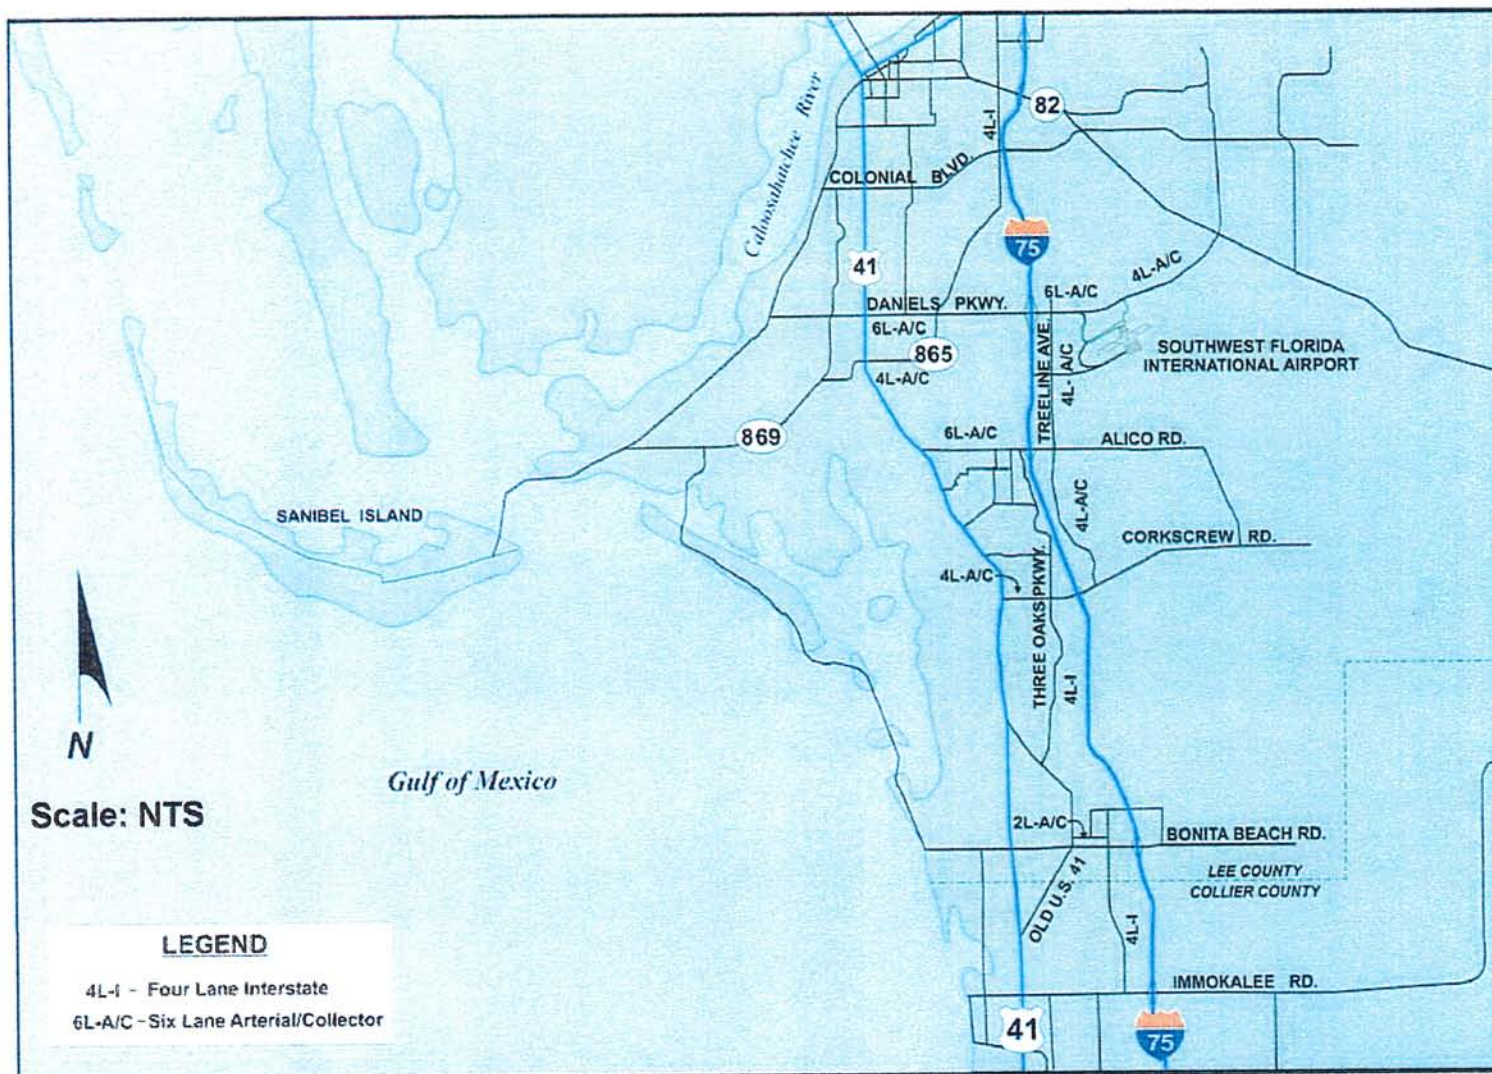 82
4L-I
Caloosahatchee River
COLONIAL BLVD.
75
41
4L-A/C
6L-A/C
DANIELS PKWY.
6L-A/C
865
4L-A/C
SOUTHWEST FLORIDA
INTERNATIONAL AIRPORT
TREELINE AVE.
4L- A/C
869
6L-A/C
ALICO RD.
SANIBEL ISLAND
4L-A/C
CORKSCREW RD.
4L-A/C
THREE OAKS PKWY.
4L-I
N
Gulf of Mexico
Scale: NTS
2L-A/C
BONITA BEACH RD.
LEE COUNTY
COLLIER COUNTY
OLD U.S. 41
4L-I
IMMOKALEE RD.
41
75
LEGEND
4L-I - Four Lane Interstate
6L-A/C - Six Lane Arterial/Collector